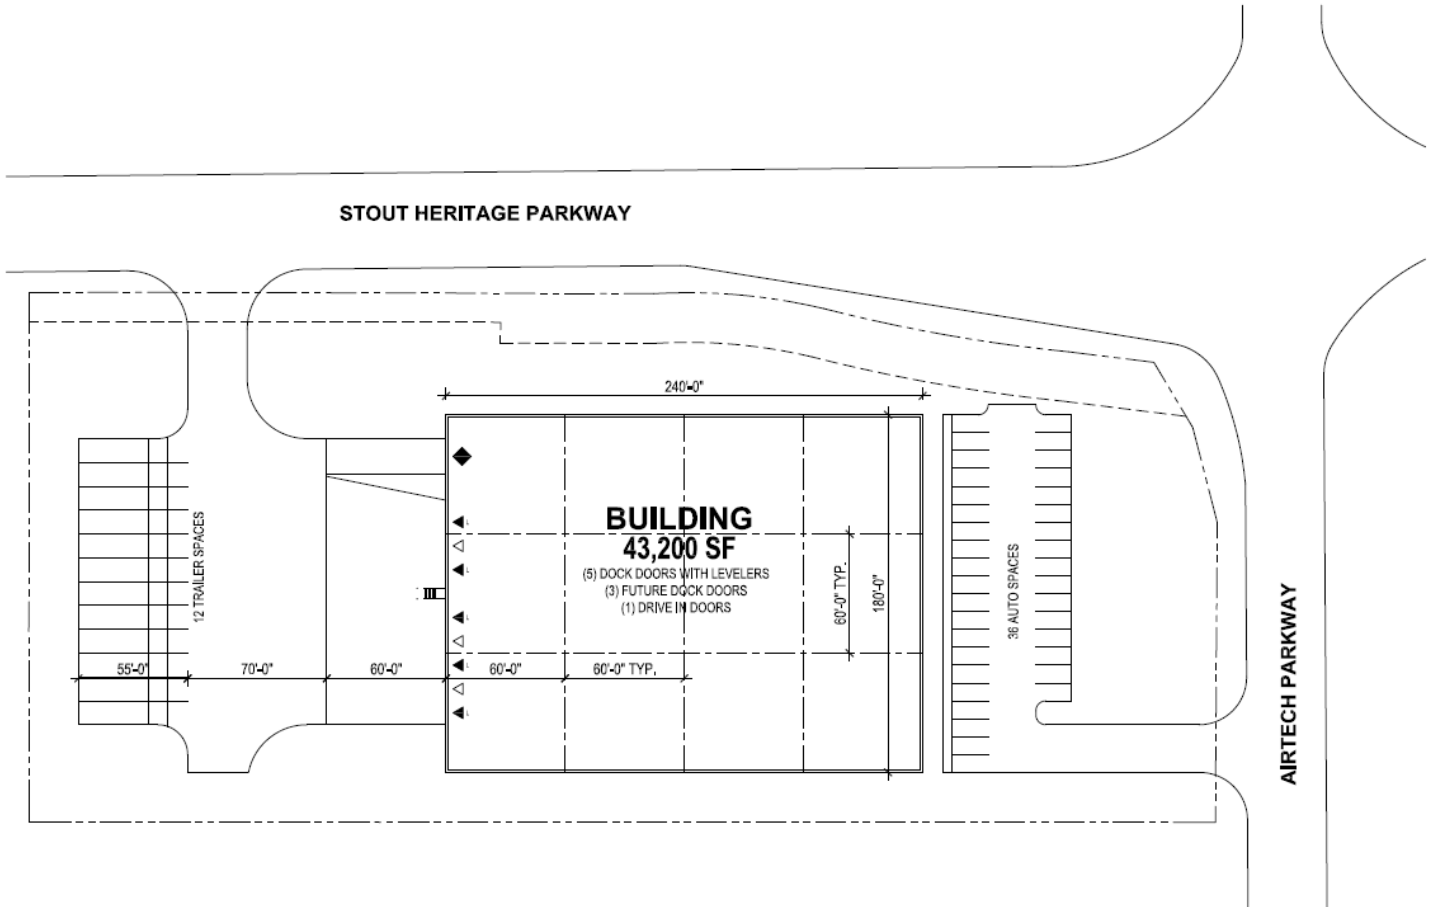 STOUT HERITAGE PARKWAY
240'-0"
BUILDING
43,200 SF
(5) DOCK DOORS WITH LEVELERS
(3) FUTURE DOCK DOORS
(1) DRIVE IN DOORS
12 TRAILER SPACES
60'-0" TYP.
180'-0"
36 AUTO SPACES
55'-0"
70'-0"
60'-0"
60'-0"
60'-0" TYP.
AIRTECH PARKWAY